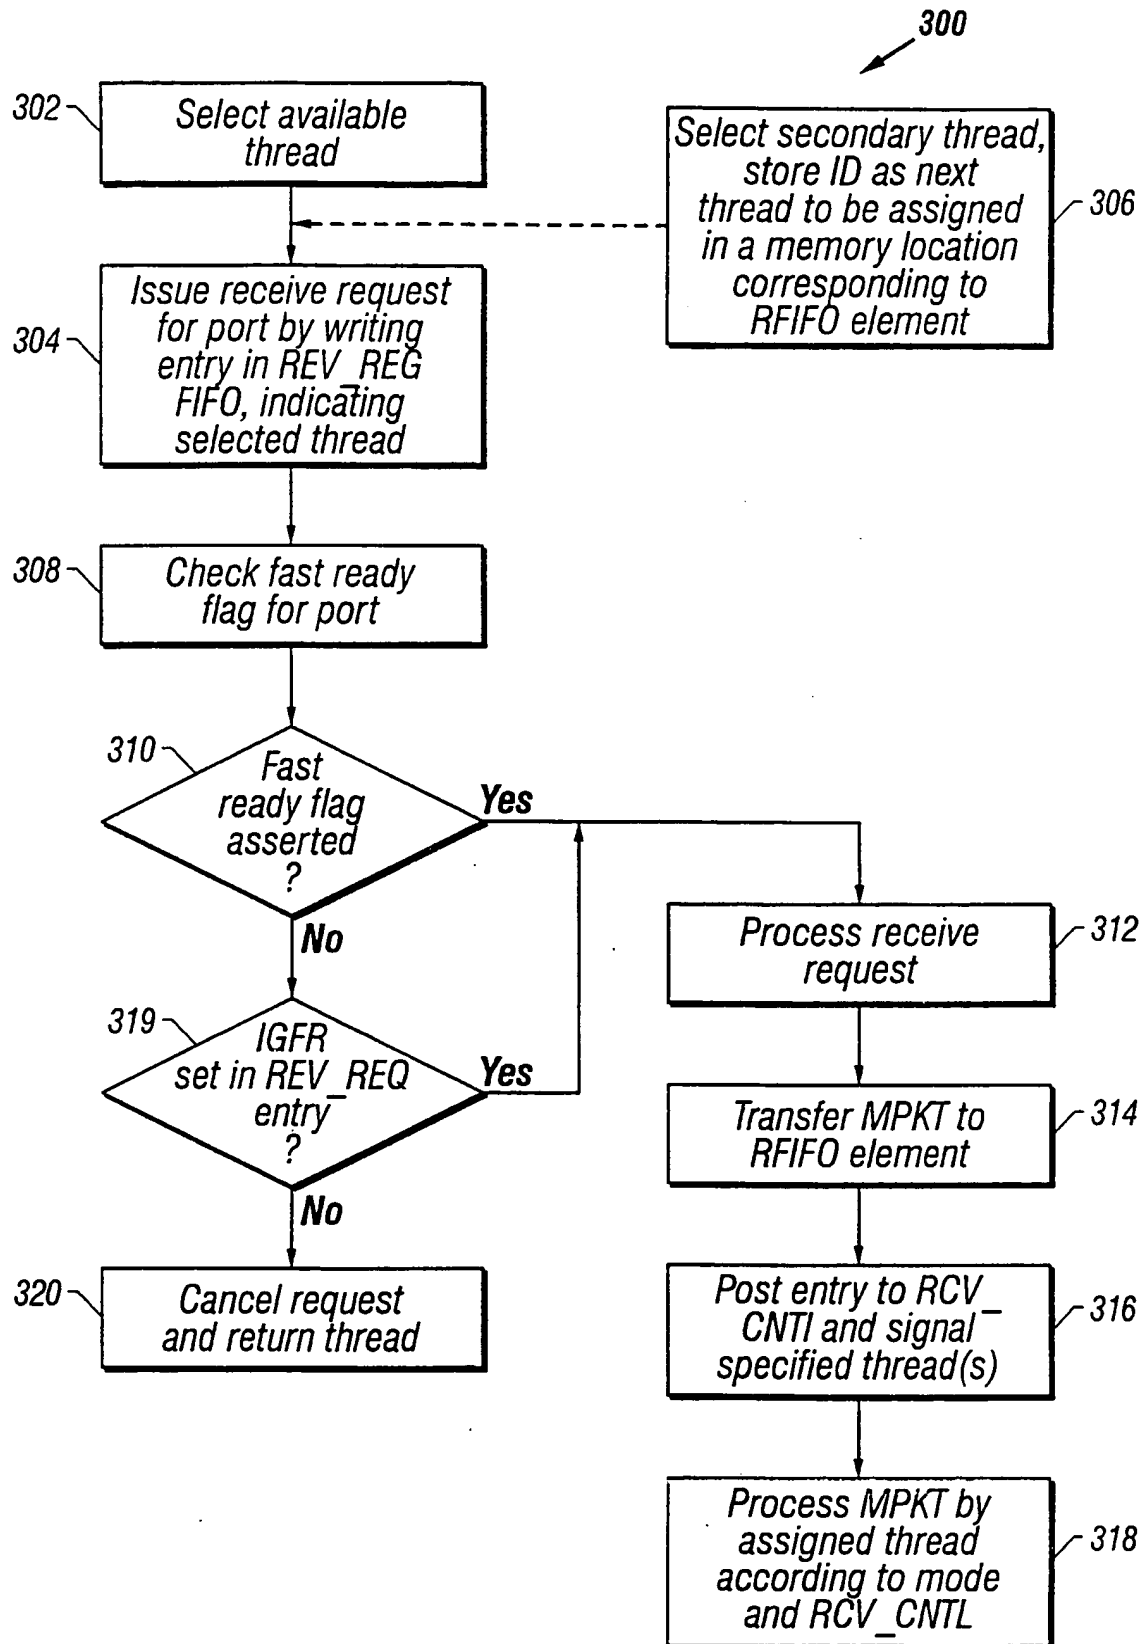 300
302
Select available
thread
Select secondary thread,
store ID as next
thread to be assigned
in a memory location
corresponding to
RFIFO element
306
304
Issue receive request
for port by writing
entry in REV_REG
FIFO, indicating
selected thread
308
Check fast ready
flag for port
310
Fast
ready flag
asserted
?
Yes
No
312
Process receive
request
319
IGFR
set in REV_REQ
entry
?
Yes
No
314
Transfer MPKT to
RFIFO element
320
Cancel request
and return thread
316
Post entry to RCV_
CNTI and signal
specified thread(s)
318
Process MPKT by
assigned thread
according to mode
and RCV_CNTL